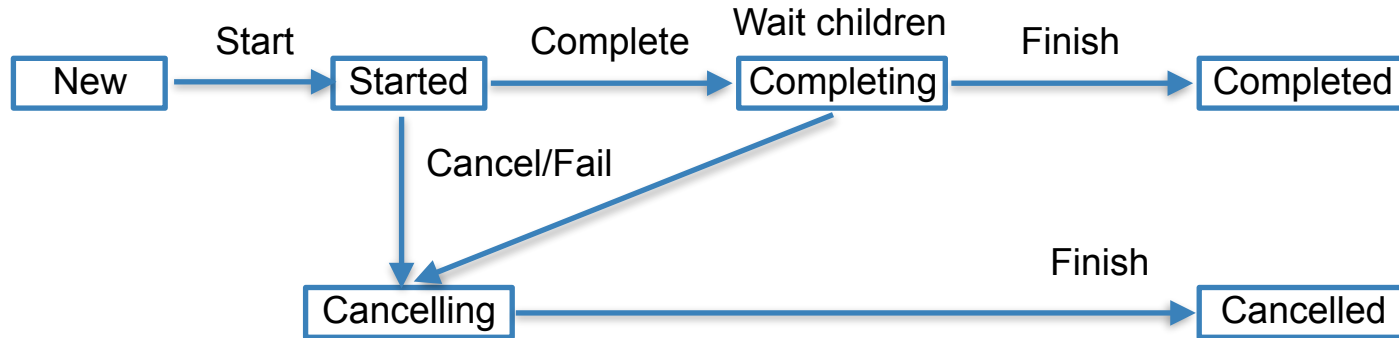 Wait children
Start
Complete
Finish
New
Started
Completing
Completed
Cancel/Fail
Finish
Cancelling
Cancelled